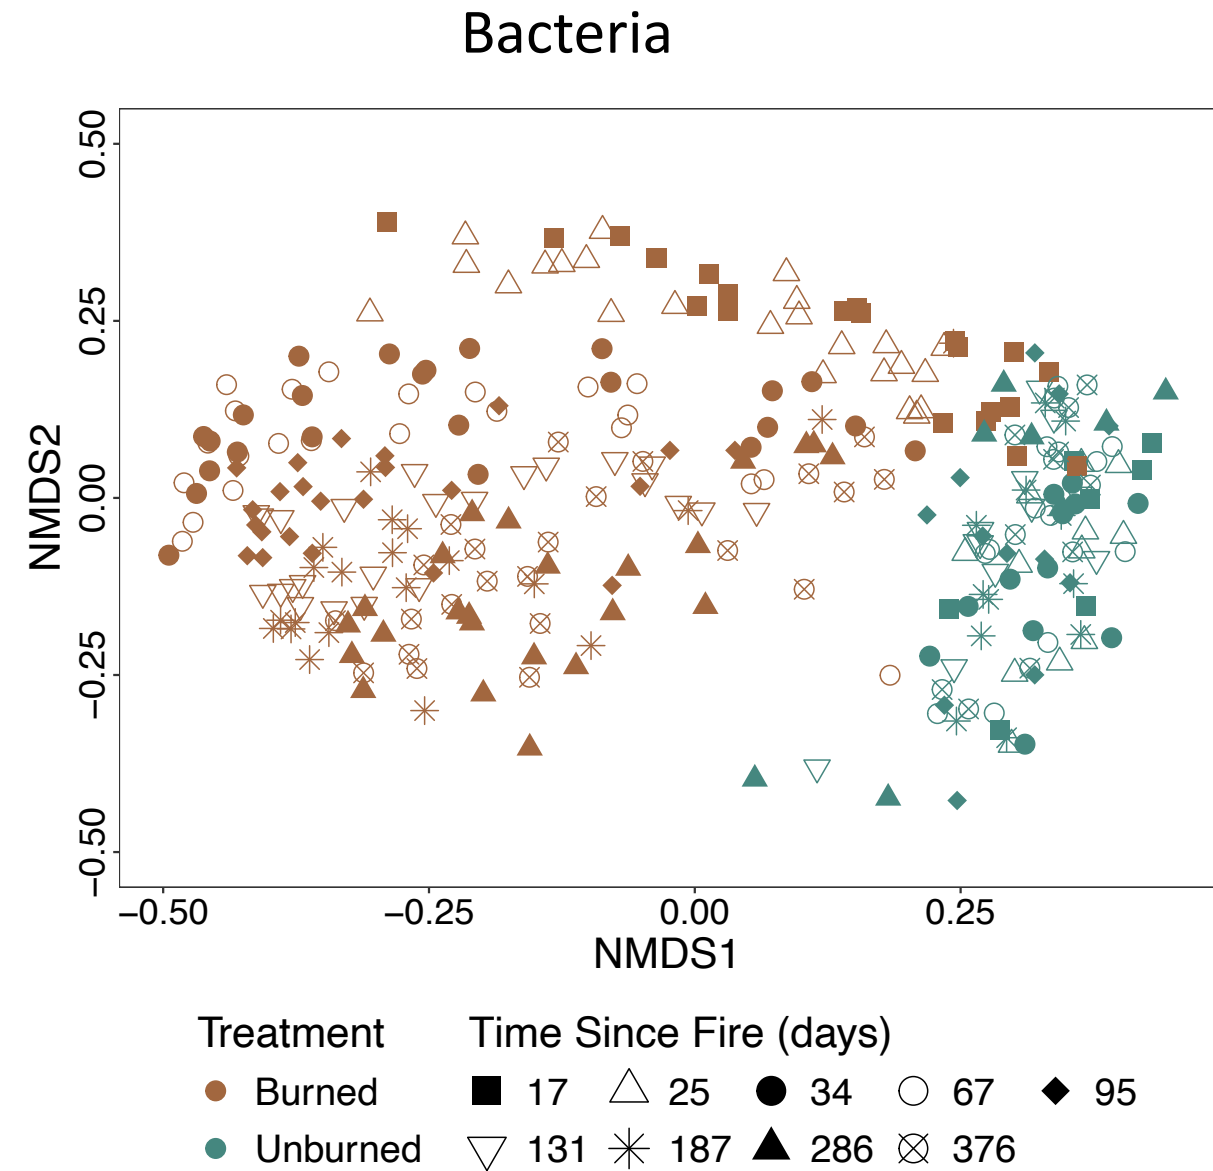 Bacteria
0.50
0.25
0.00
−0.25
−0.50
NMDS2
−0.50 −0.25 0.00 0.25
NMDS1
Treatment Time Since Fire (days)
Burned 17 25 34 67 95
Unburned 131 187 286 376